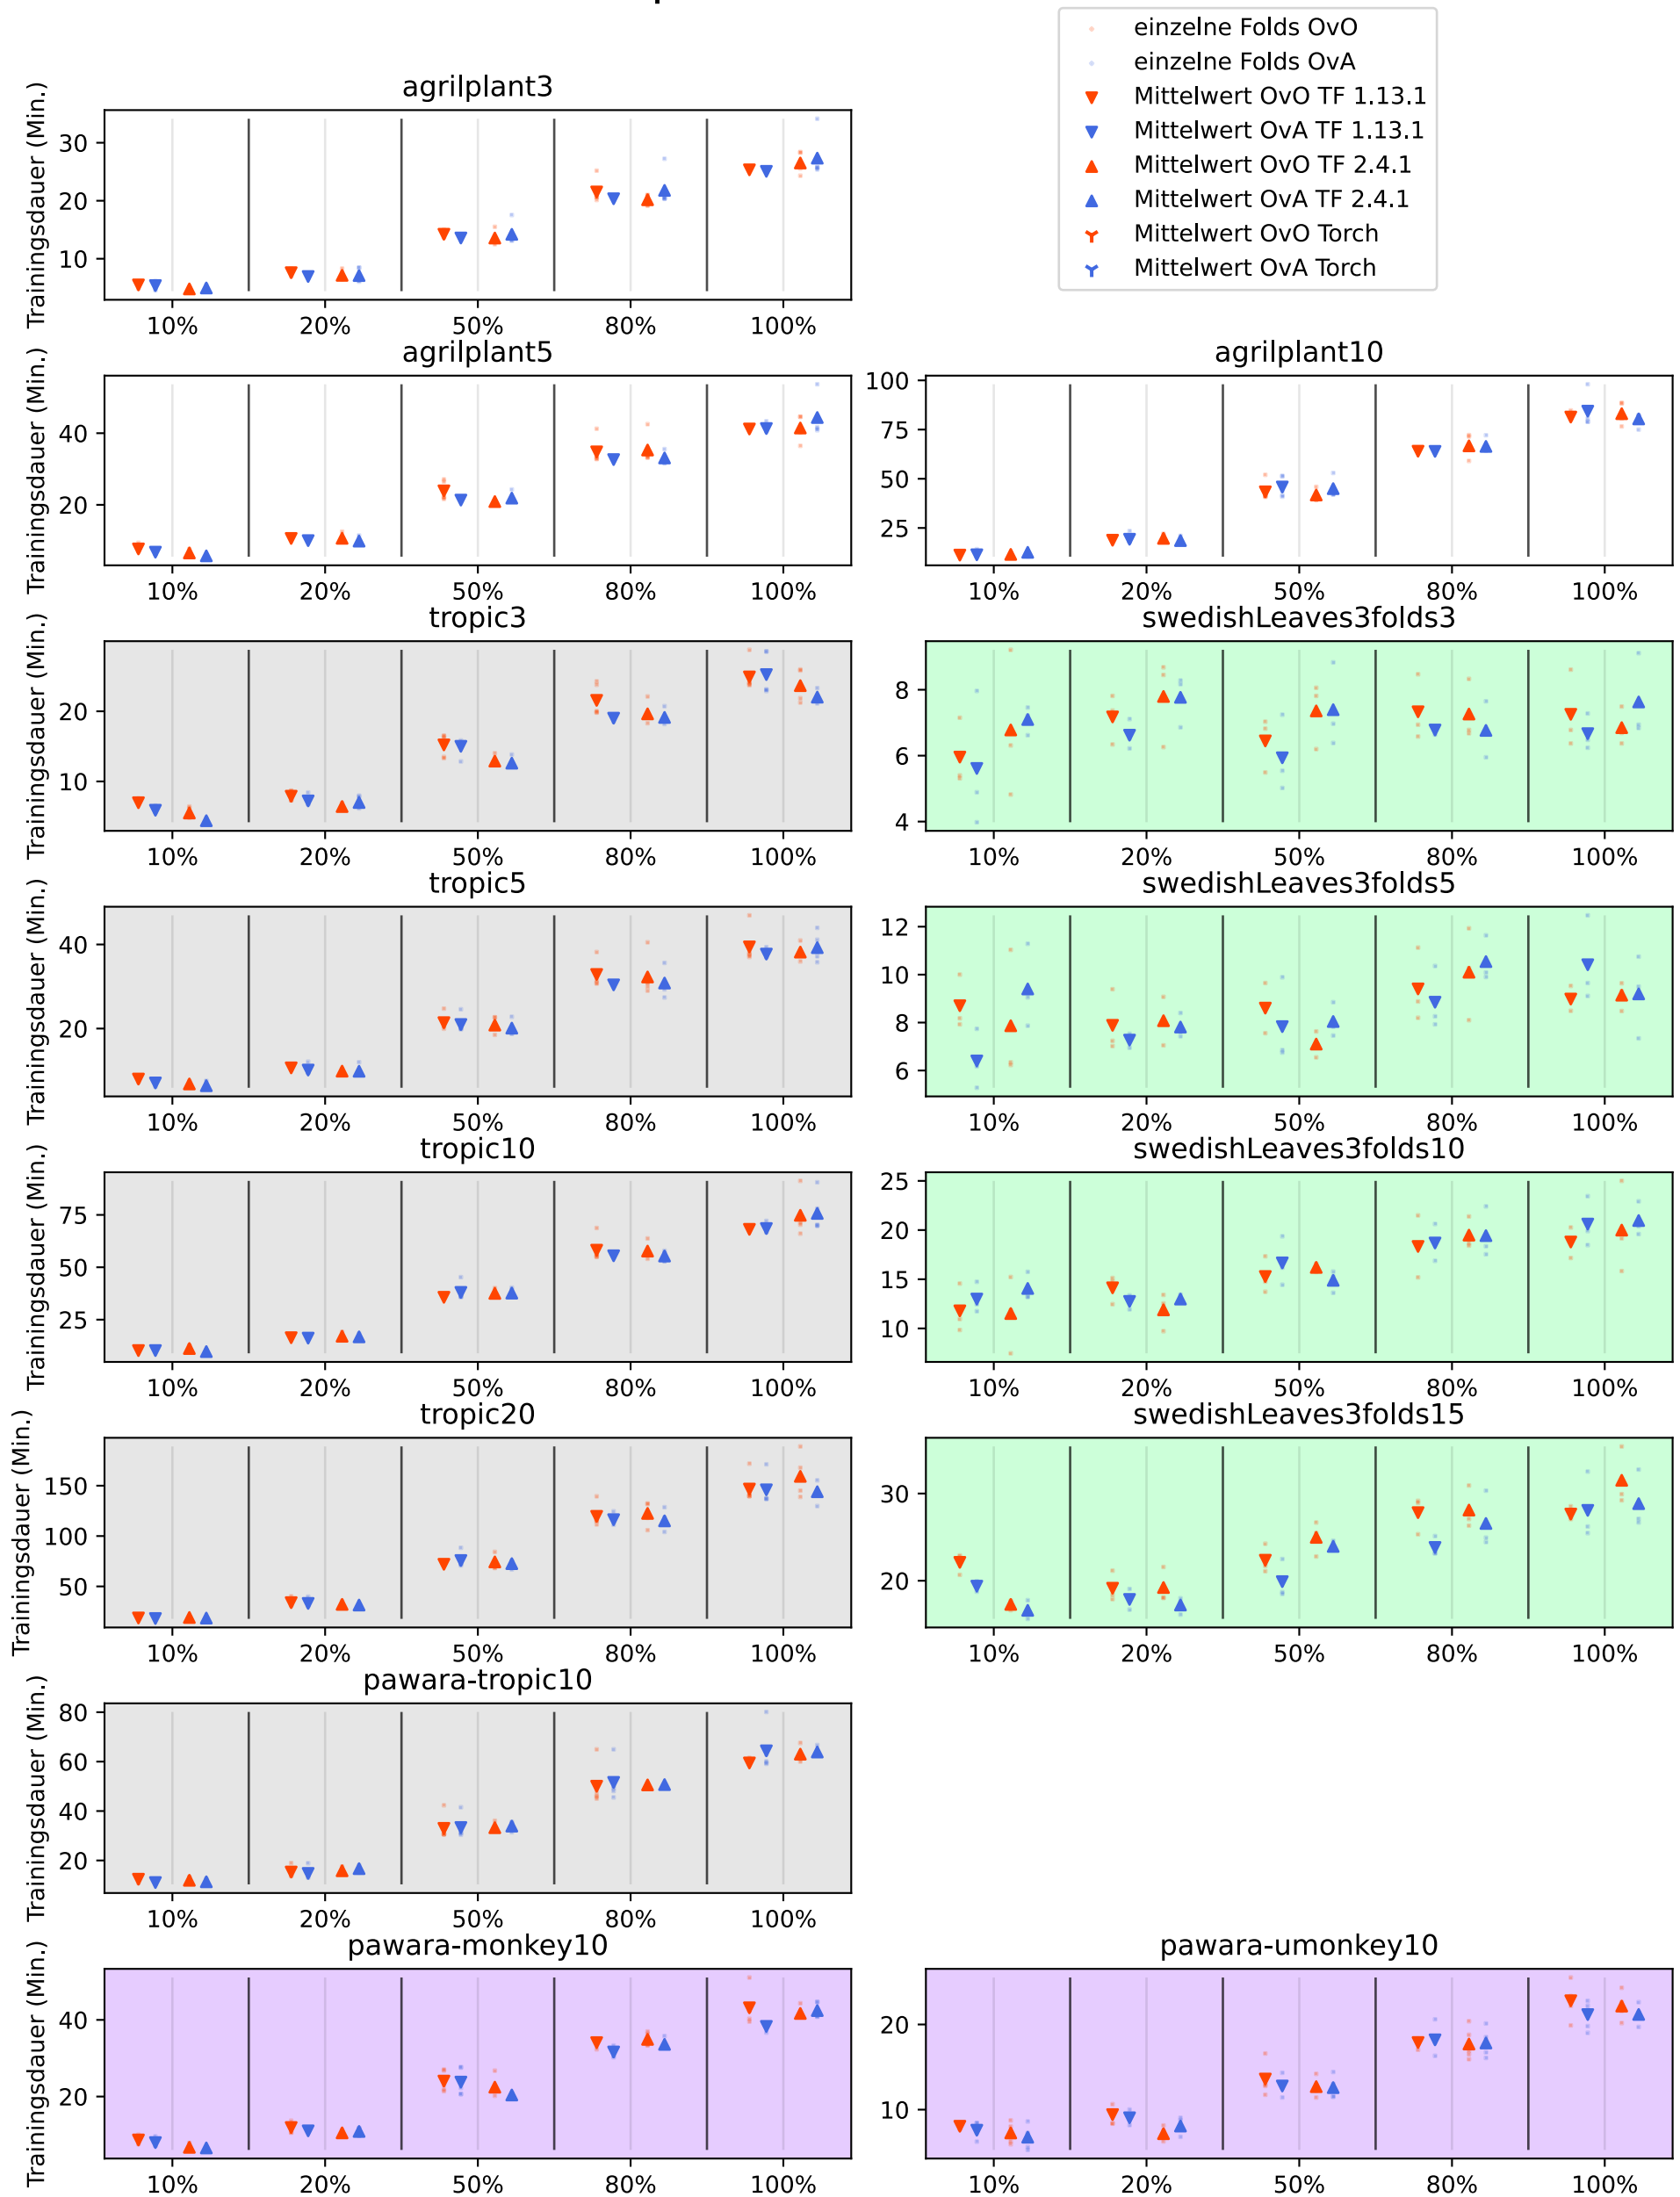 einzelne Folds OvO
einzelne Folds OvA
Mittelwert OvO TF 1.13.1
Mittelwert OvA TF 1.13.1
Mittelwert OvO TF 2.4.1
Mittelwert OvA TF 2.4.1
Mittelwert OvO Torch
Mittelwert OvA Torch
agrilplant3
Trainingsdauer (Min.)
30
20
10
10% 20% 50% 80% 100%
agrilplant5
Trainingsdauer (Min.)
40
20
10% 20% 50% 80% 100%
agrilplant10
100
75
50
25
10% 20% 50% 80% 100%
tropic3
Trainingsdauer (Min.)
20
10
10% 20% 50% 80% 100%
swedishLeaves3folds3
8
6
4
10% 20% 50% 80% 100%
tropic5
Trainingsdauer (Min.)
40
20
10% 20% 50% 80% 100%
swedishLeaves3folds5
12
10
8
6
10% 20% 50% 80% 100%
tropic10
Trainingsdauer (Min.)
75
50
25
10% 20% 50% 80% 100%
swedishLeaves3folds10
25
20
15
10
10% 20% 50% 80% 100%
tropic20
Trainingsdauer (Min.)
150
100
50
10% 20% 50% 80% 100%
swedishLeaves3folds15
30
20
10% 20% 50% 80% 100%
pawara-tropic10
Trainingsdauer (Min.)
80
60
40
20
10% 20% 50% 80% 100%
pawara-monkey10
Trainingsdauer (Min.)
40
20
10% 20% 50% 80% 100%
pawara-umonkey10
20
10
10% 20% 50% 80% 100%